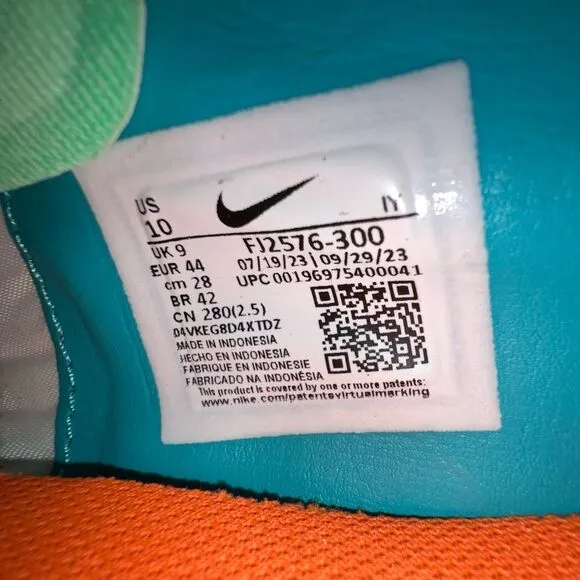 US
10
UK 9
EUR 44
cm 28
BR 42
CN 280(2.5)
04VKEG8D4XTDZ
MADE IN INDONESIA
HECHO EN INDONESIA
FABRIQUE EN INDONESIE
FABRICADO NA INDONÉSIA
IY
FJ2576-300
07/19/23|09/29/23
UPC 00196975400041
This product is covered by one or more patents:
www.nike.com/patentsvirtualmarking